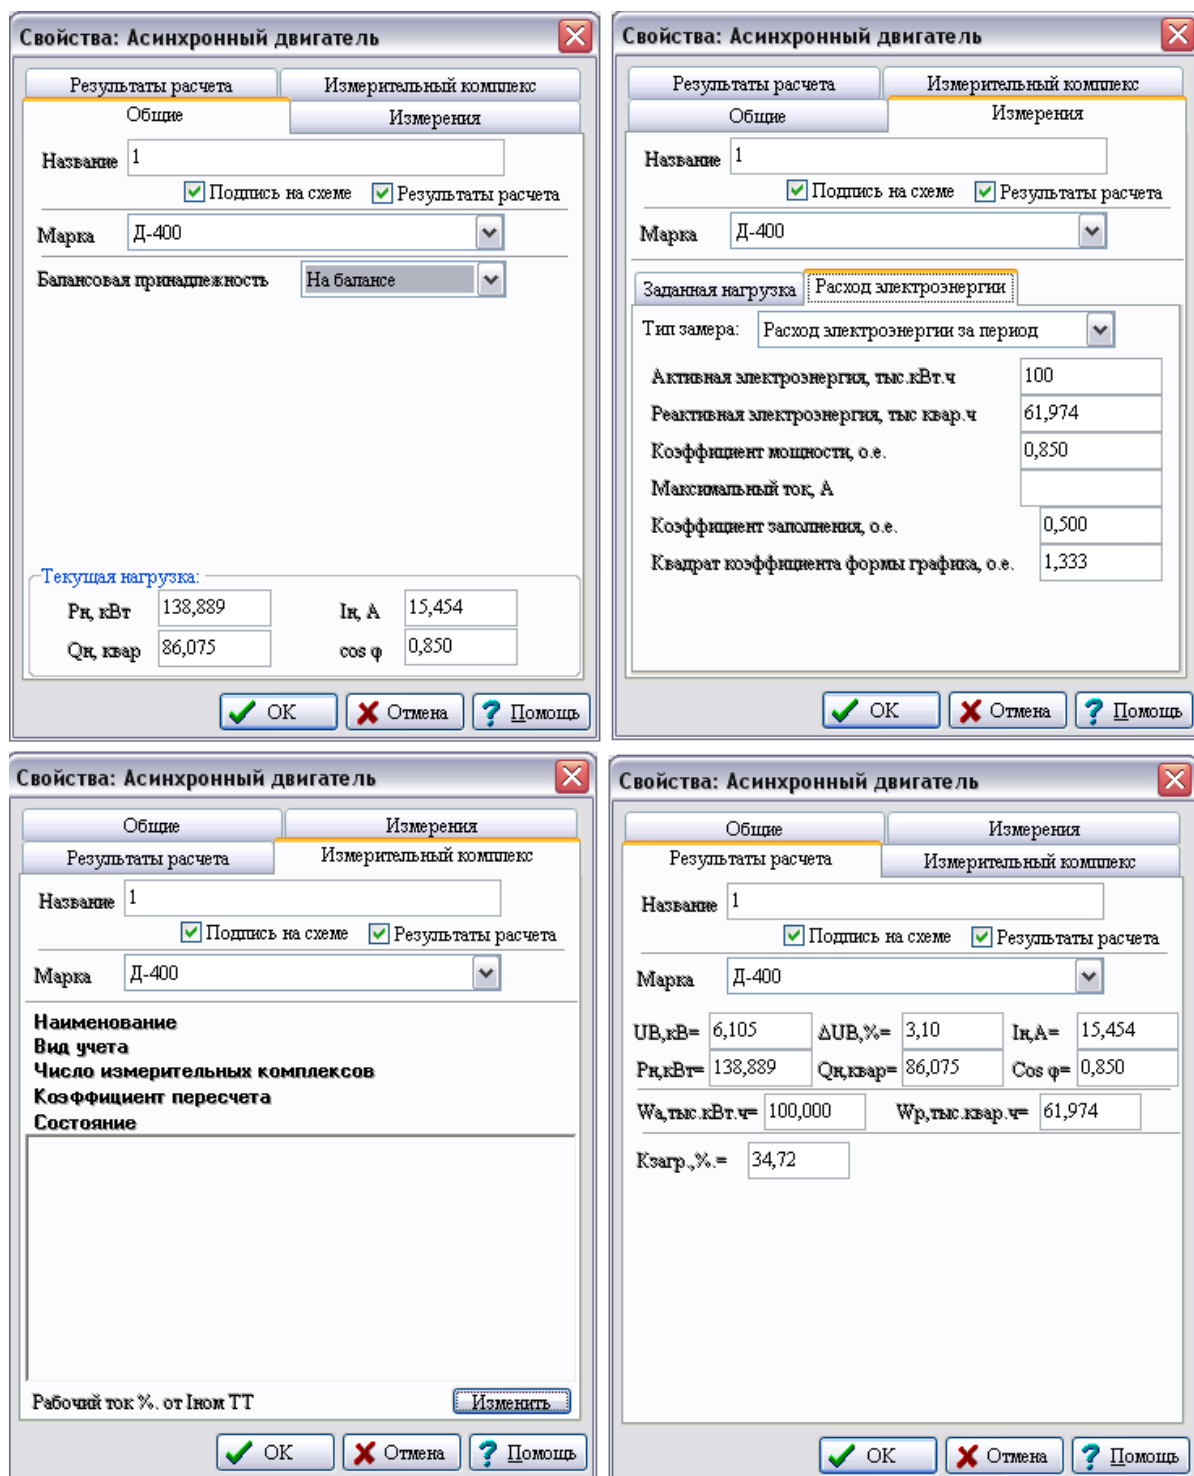 Свойства: Асинхронный двигатель
Результаты расчета Измерительный комплекс
Общие Измерения
Название 1
Подпись на схеме Результаты расчета
Марка Д-400
Балансовая принадлежность На балансе
Текущая нагрузка:
Рн, кВт 138,889 Iн, А 15,454
Qн, квар 86,075 cos φ 0,850
OK Отмена Помощь
Свойства: Асинхронный двигатель
Результаты расчета Измерительный комплекс
Общие Измерения
Название 1
Подпись на схеме Результаты расчета
Марка Д-400
Заданная нагрузка Расход электроэнергии
Тип замера: Расход электроэнергии за период
Активная электроэнергия, тыс.кВт.ч 100
Реактивная электроэнергия, тыс квар.ч 61,974
Коэффициент мощности, о.е. 0,850
Максимальный ток, А
Коэффициент заполнения, о.е. 0,500
Квадрат коэффициента формы графика, о.е. 1,333
OK Отмена Помощь
Свойства: Асинхронный двигатель
Общие Измерения
Результаты расчета Измерительный комплекс
Название 1
Подпись на схеме Результаты расчета
Марка Д-400
Наименование
Вид учета
Число измерительных комплексов
Коэффициент пересчета
Состояние
Рабочий ток %. от Iном ТТ Изменить
OK Отмена Помощь
Свойства: Асинхронный двигатель
Общие Измерения
Результаты расчета Измерительный комплекс
Название 1
Подпись на схеме Результаты расчета
Марка Д-400
UВ,кВ= 6,105 ΔUВ,%= 3,10 Iн,А= 15,454
Рн,кВт= 138,889 Qн,квар= 86,075 Cos φ= 0,850
Wа,тыс.кВт.ч= 100,000 Wр,тыс.квар.ч= 61,974
Kзагр.,%.= 34,72
OK Отмена Помощь